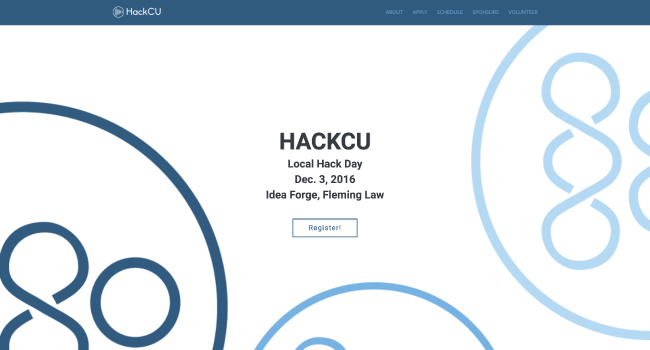 HackCU
ABOUT APPLY SCHEDULE SPONSORS VOLUNTEER
HACKCU
Local Hack Day
Dec. 3, 2016
Idea Forge, Fleming Law
Register!